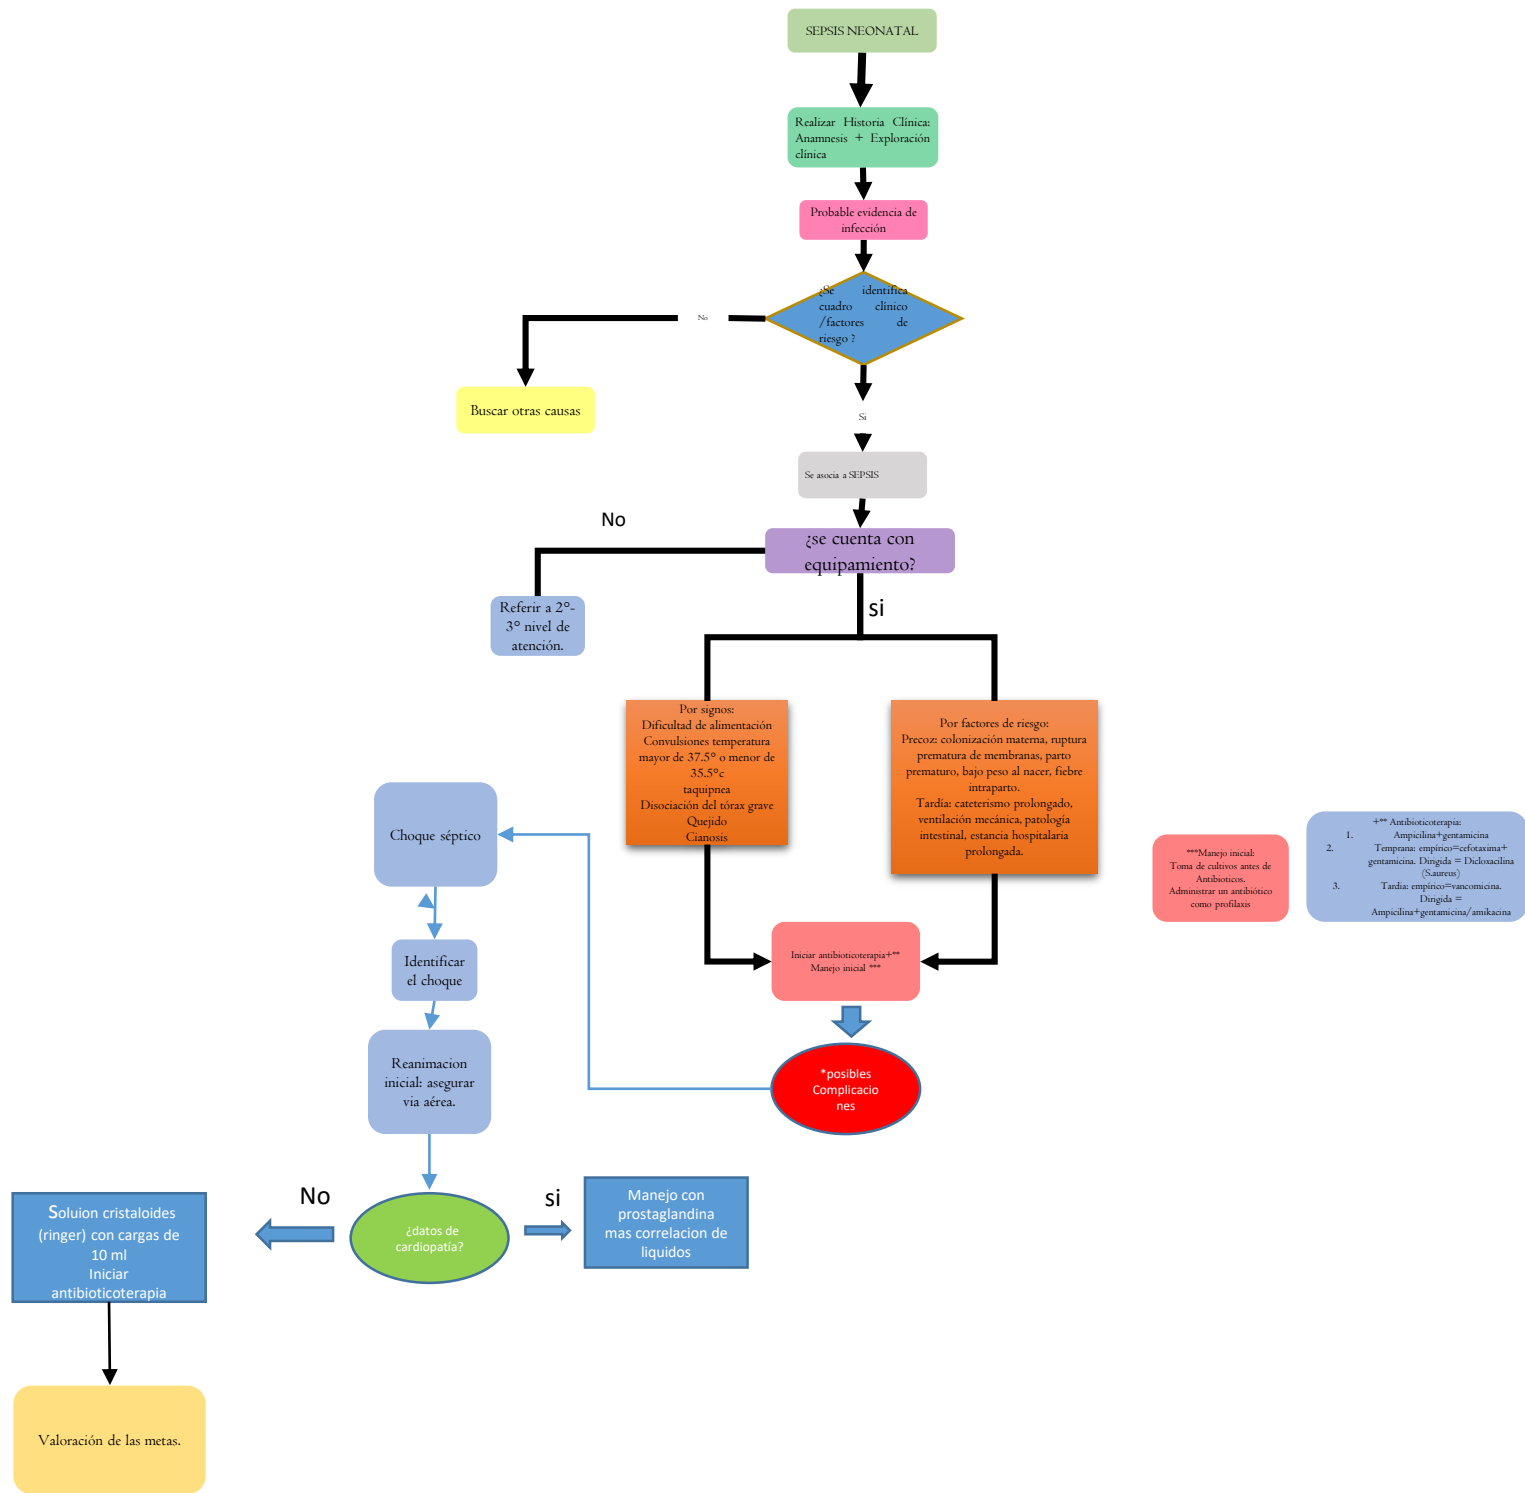 SEPSIS NEONATAL
Realizar Historia Clínica:
Anamnesis + Exploración
clínica
Probable evidencia de
infección
¿Se identifica
cuadro clínico
/factores de
riesgo ?
No
Buscar otras causas
Si
Se asocia a SEPSIS
No
¿se cuenta con
equipamiento?
si
Referir a 2°-
3° nivel de
atención.
Por signos:
Dificultad de alimentación
Convulsiones temperatura
mayor de 37.5° o menor de
35.5°c
taquipnea
Disociación del tórax grave
Quejido
Cianosis
Por factores de riesgo:
Precoz: colonización materna, ruptura
prematura de membranas, parto
prematuro, bajo peso al nacer, fiebre
intraparto.
Tardía: cateterismo prolongado,
ventilación mecánica, patología
intestinal, estancia hospitalaria
prolongada.
***Manejo inicial:
Toma de cultivos antes de
Antibioticos.
Administrar un antibiótico
como profilaxis
+** Antibioticoterapia:
1. Ampicilina+gentamicina
2. Temprana: empírico=cefotaxima+
gentamicina. Dirigida = Dicloxacilina
(S.aureus)
3. Tardia: empírico=vancomicina.
Dirigida =
Ampicilina+gentamicina/amikacina
Choque séptico
Iniciar antibioticoterapia+**
Manejo inicial ***
Identificar
el choque
Reanimacion
inicial: asegurar
via aérea.
*posibles
Complicacio
nes
No
si
¿datos de
cardiopatía?
Manejo con
prostaglandina
mas correlacion de
liquidos
Soluion cristaloides
(ringer) con cargas de
10 ml
Iniciar
antibioticoterapia
Valoración de las metas.